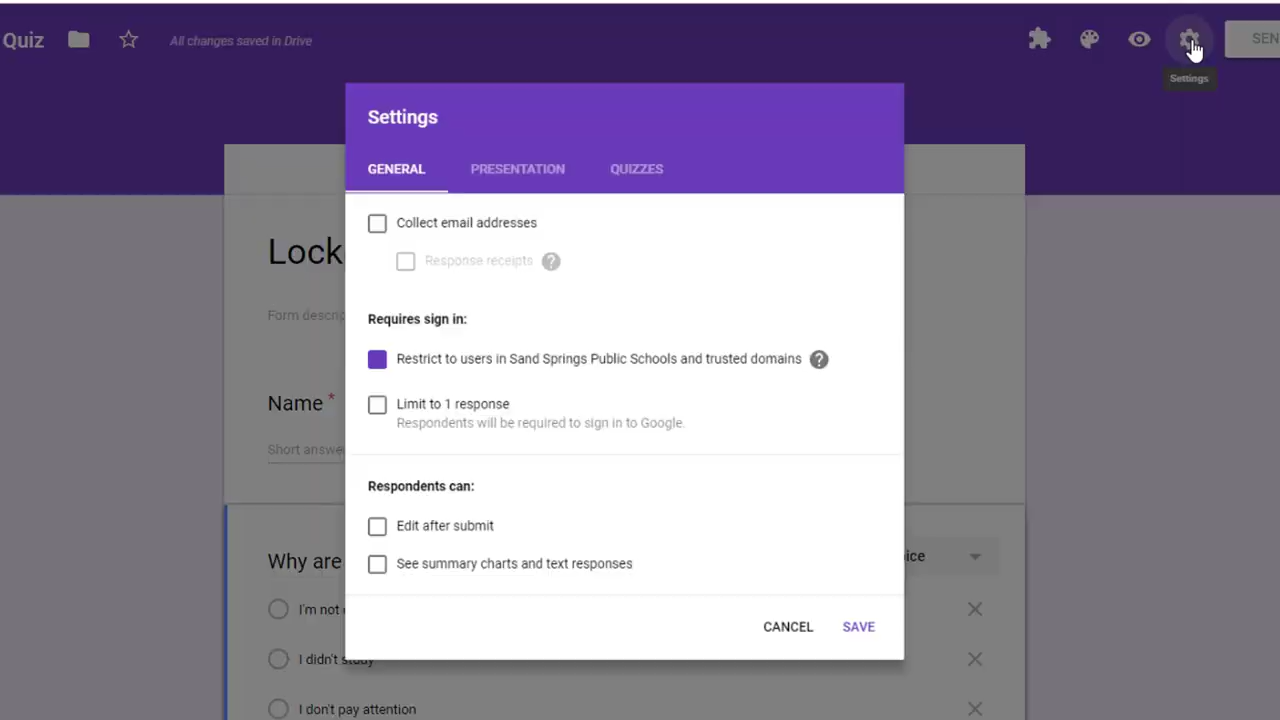 Quiz
All changes saved in Drive
SEN
Settings
Settings
GENERAL PRESENTATION QUIZZES
Collect email addresses
Response receipts ?
Lock
Form descrip
Requires sign in:
Restrict to users in Sand Springs Public Schools and trusted domains ?
Name *
Limit to 1 response
Respondents will be required to sign in to Google.
Short answe
Respondents can:
Edit after submit
Why are
ice
See summary charts and text responses
I'm not
CANCEL SAVE
I didn't study
I don't pay attention